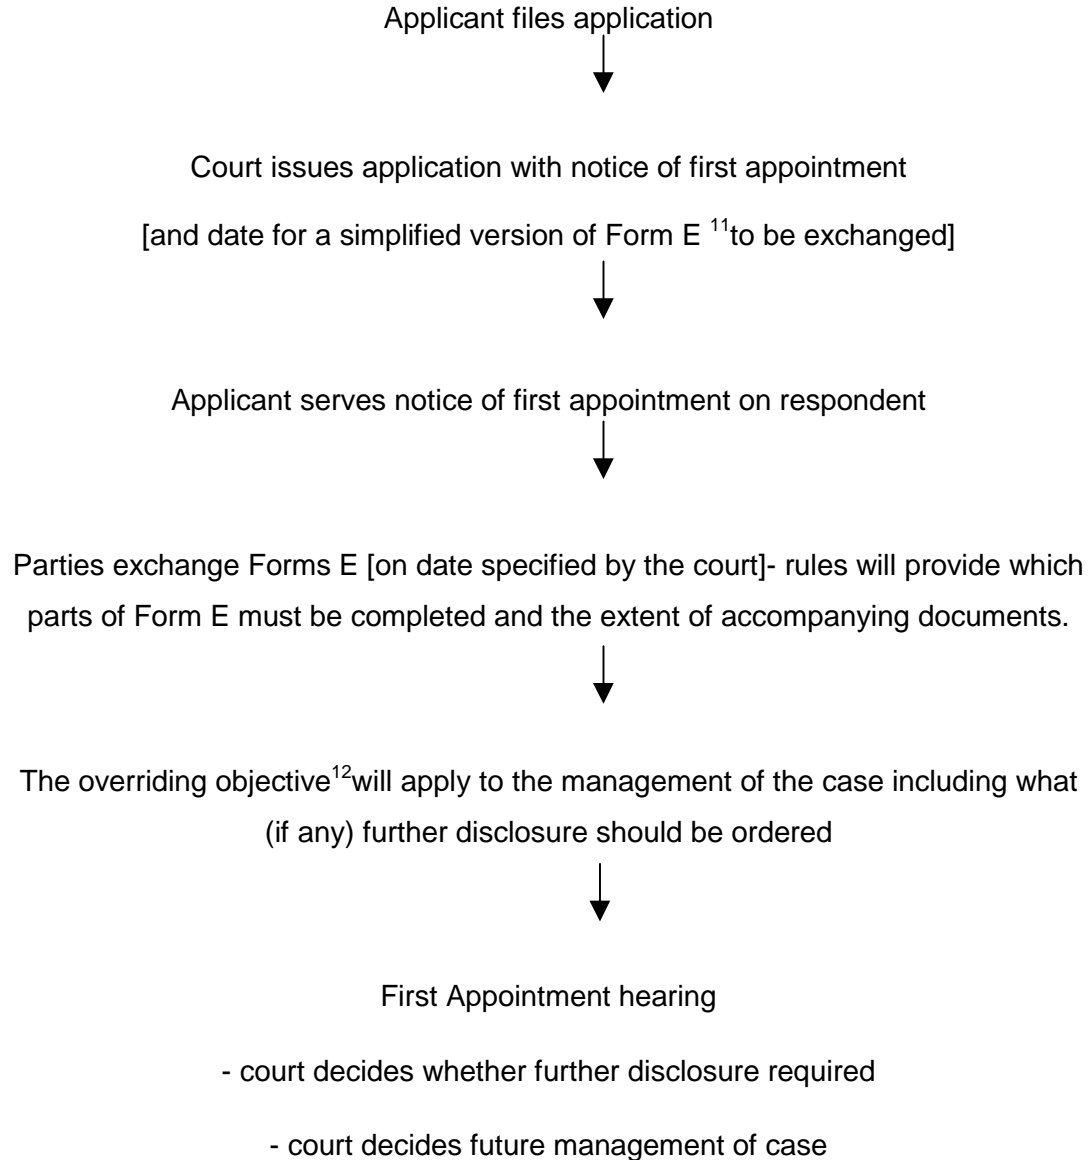 Applicant files application
Court issues application with notice of first appointment
[and date for a simplified version of Form E 11to be exchanged]
Applicant serves notice of first appointment on respondent
Parties exchange Forms E [on date specified by the court]- rules will provide which
parts of Form E must be completed and the extent of accompanying documents.
The overriding objective12will apply to the management of the case including what
(if any) further disclosure should be ordered
First Appointment hearing
- court decides whether further disclosure required
- court decides future management of case